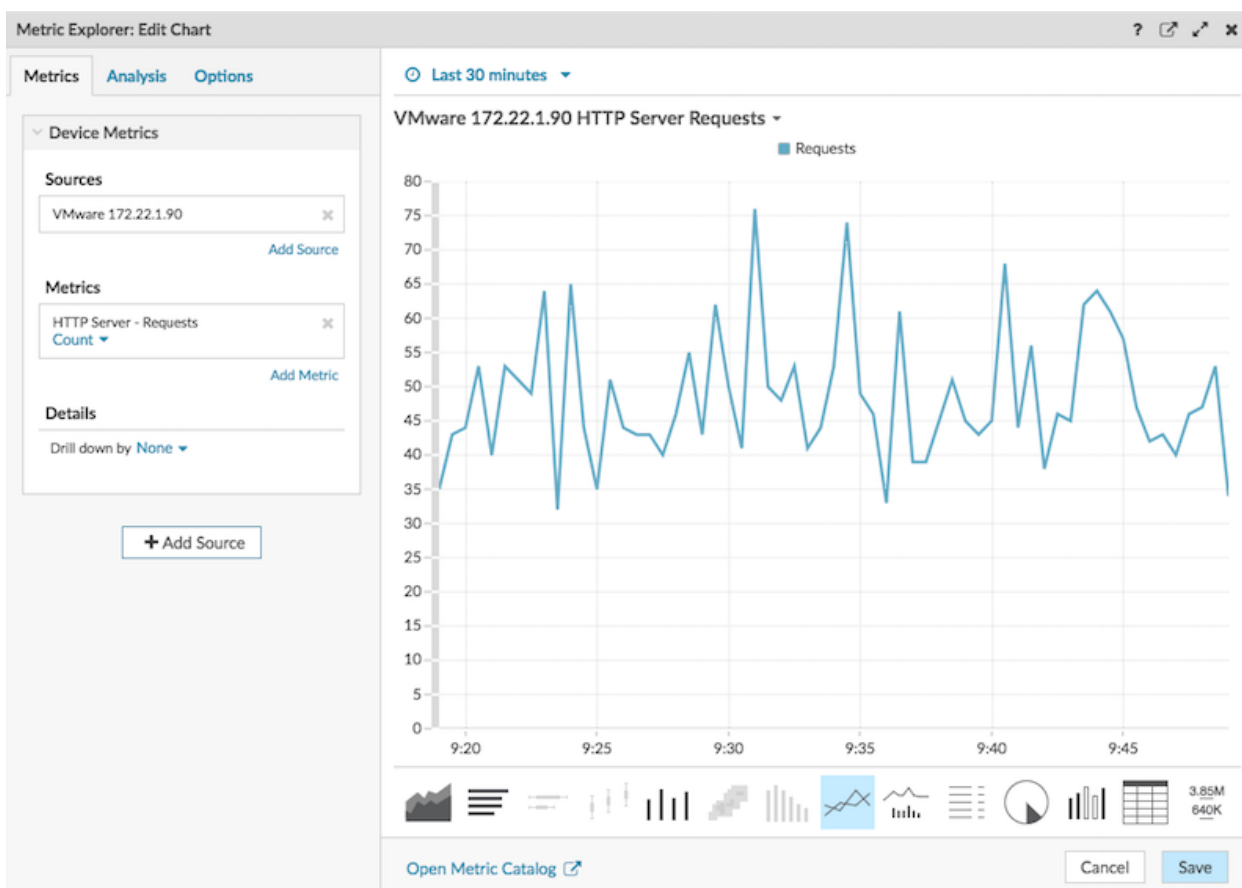 Metric Explorer: Edit Chart
?
Metrics Analysis Options
Device Metrics
Sources
VMware 172.22.1.90
Add Source
Metrics
HTTP Server - Requests
Count
Add Metric
Details
Drill down by None
+ Add Source
Last 30 minutes
VMware 172.22.1.90 HTTP Server Requests
Requests
80
75
70
65
60
55
50
45
40
35
30
25
20
15
10
5
0
9:20 9:25 9:30 9:35 9:40 9:45
3.85M
640K
Open Metric Catalog
Cancel Save